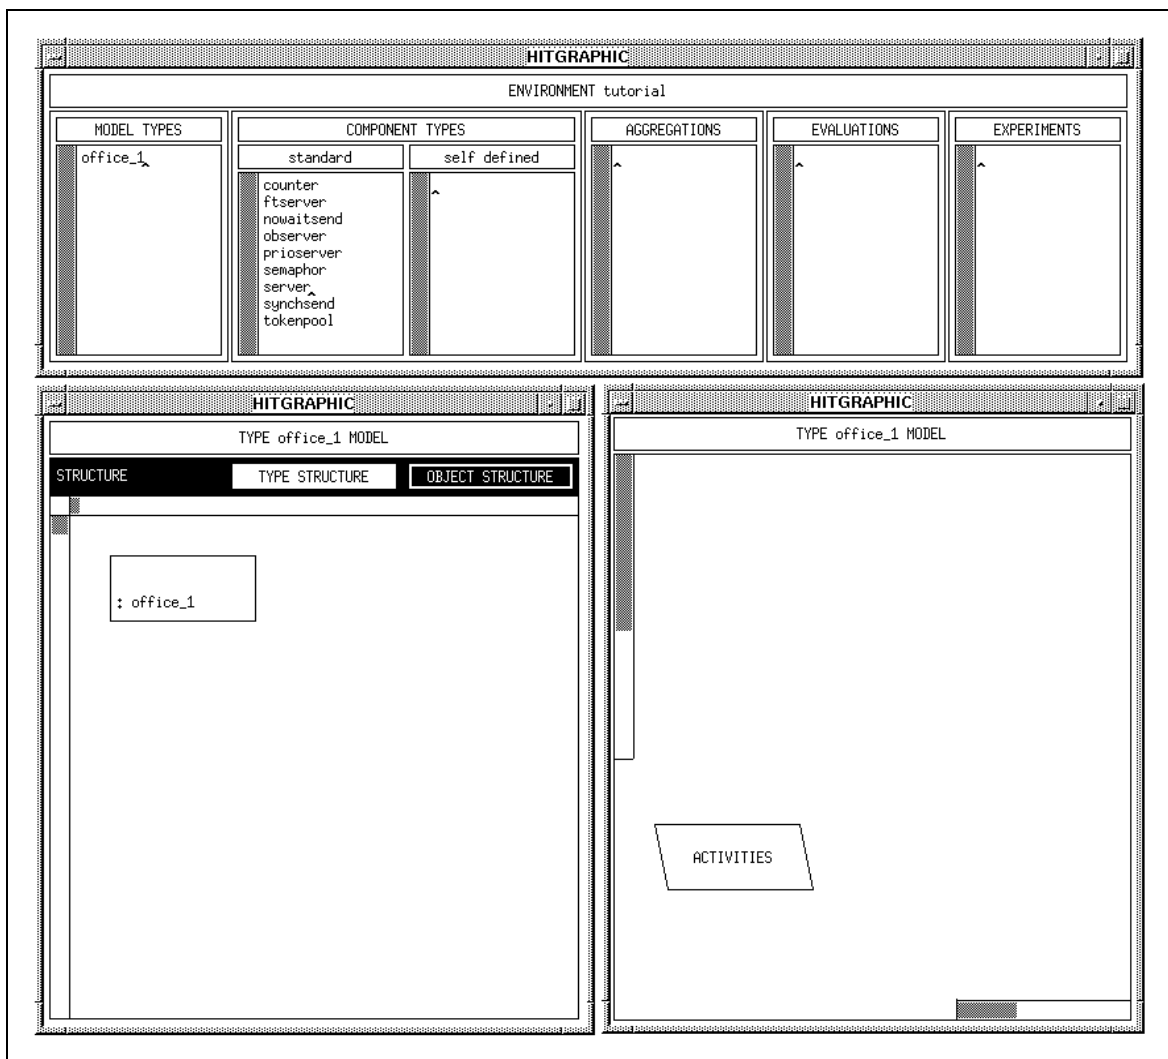 HITGRAPHIC
ENVIRONMENT tutorial
MODEL TYPES
office_1
COMPONENT TYPES
standard
counter
ftserver
nowaitsend
observer
prioserver
semaphor
server
synchsend
tokenpool
self defined
AGGREGATIONS
EVALUATIONS
EXPERIMENTS
HITGRAPHIC
TYPE office_1 MODEL
STRUCTURE
TYPE STRUCTURE
OBJECT STRUCTURE
: office_1
HITGRAPHIC
TYPE office_1 MODEL
ACTIVITIES